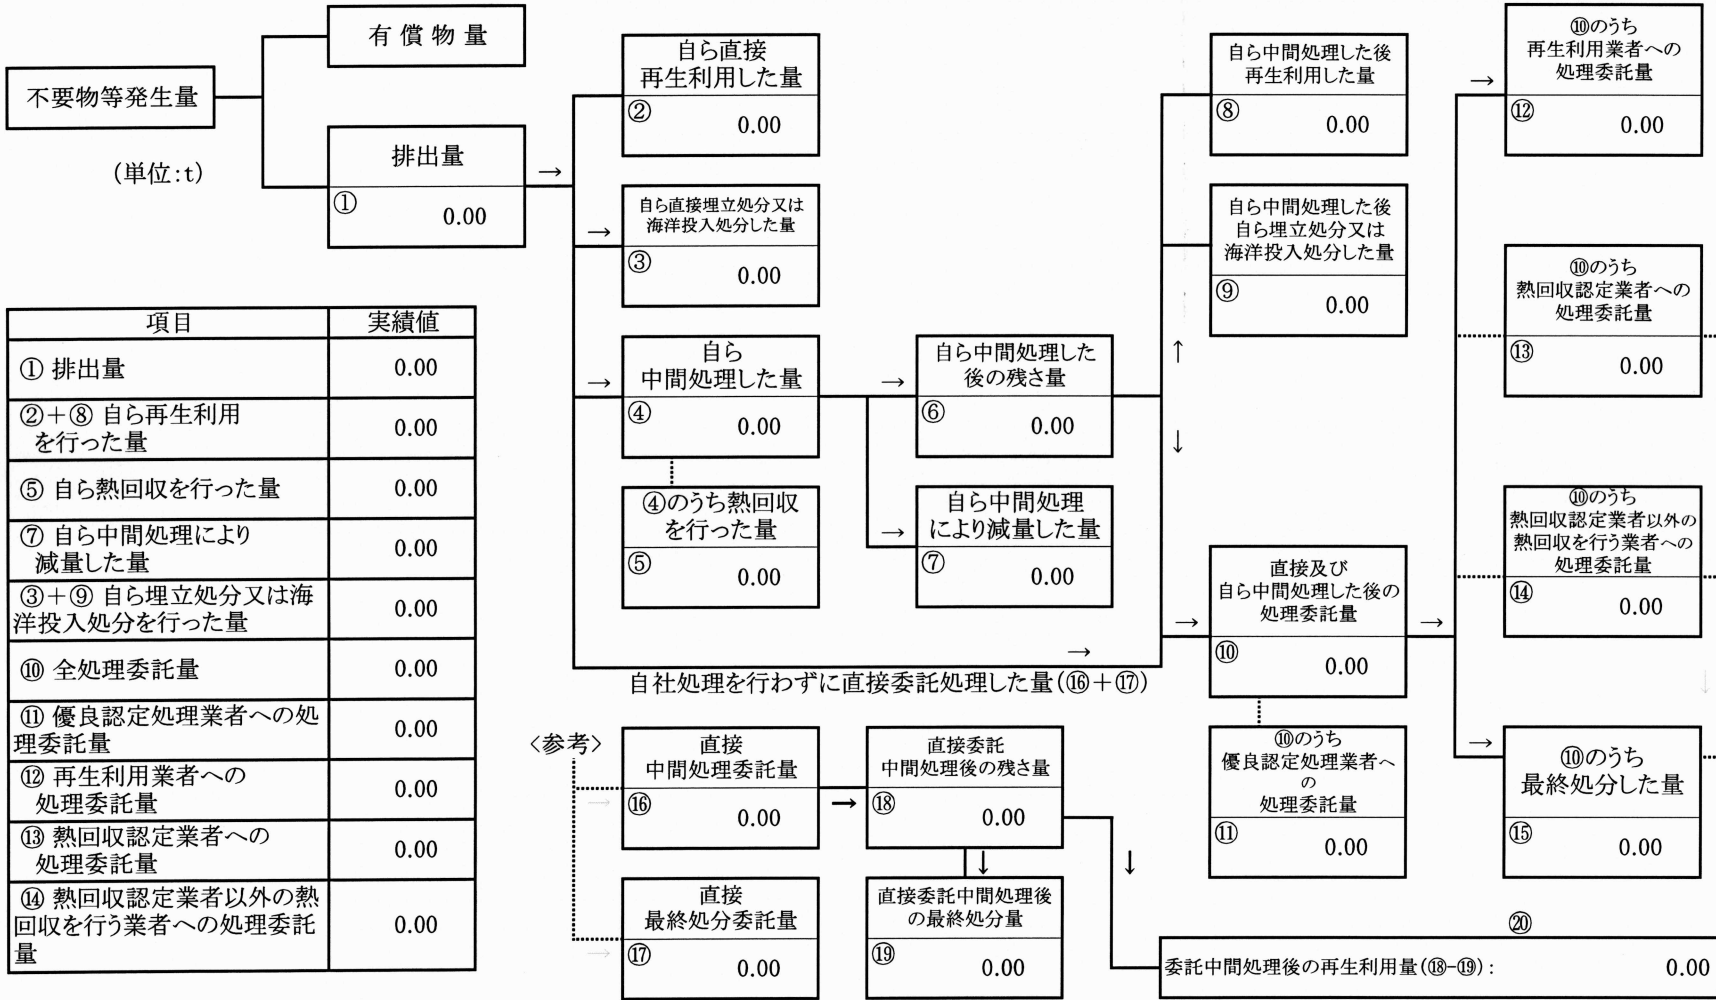 不要物等発生量
(単位:t)
有償物量
排出量
①
0.00
自ら直接
再生利用した量
②
0.00
自ら直接埋立処分又は
海洋投入処分した量
③
0.00
自ら
中間処理した量
④
0.00
④のうち熱回収
を行った量
⑤
0.00
自ら中間処理した
後の残さ量
⑥
0.00
自ら中間処理
により減量した量
⑦
0.00
自ら中間処理した後
再生利用した量
⑧
0.00
自ら中間処理した後
自ら埋立処分又は
海洋投入処分した量
⑨
0.00
直接及び
自ら中間処理した後の
処理委託量
⑩
0.00
⑩のうち
優良認定処理業者へ
の
処理委託量
⑪
0.00
⑩のうち
再生利用業者への
処理委託量
⑫
0.00
⑩のうち
熱回収認定業者への
処理委託量
⑬
0.00
⑩のうち
熱回収認定業者以外の
熱回収を行う業者への
処理委託量
⑭
0.00
⑩のうち
最終処分した量
⑮
0.00
自社処理を行わずに直接委託処理した量(⑯+⑰)
〈参考〉
直接
中間処理委託量
⑯
0.00
直接
最終処分委託量
⑰
0.00
直接委託
中間処理後の残さ量
⑱
0.00
直接委託中間処理後
の最終処分量
⑲
0.00
⑳
委託中間処理後の再生利用量(⑱-⑲): 0.00
項目 実績値
① 排出量 0.00
②+⑧ 自ら再生利用
を行った量 0.00
⑤ 自ら熱回収を行った量 0.00
⑦ 自ら中間処理により
減量した量 0.00
③+⑨ 自ら埋立処分又は海
洋投入処分を行った量 0.00
⑩ 全処理委託量 0.00
⑪ 優良認定処理業者への処
理委託量 0.00
⑫ 再生利用業者への
処理委託量 0.00
⑬ 熱回収認定業者への
処理委託量 0.00
⑭ 熱回収認定業者以外の熱
回収を行う業者への処理委託
量 0.00